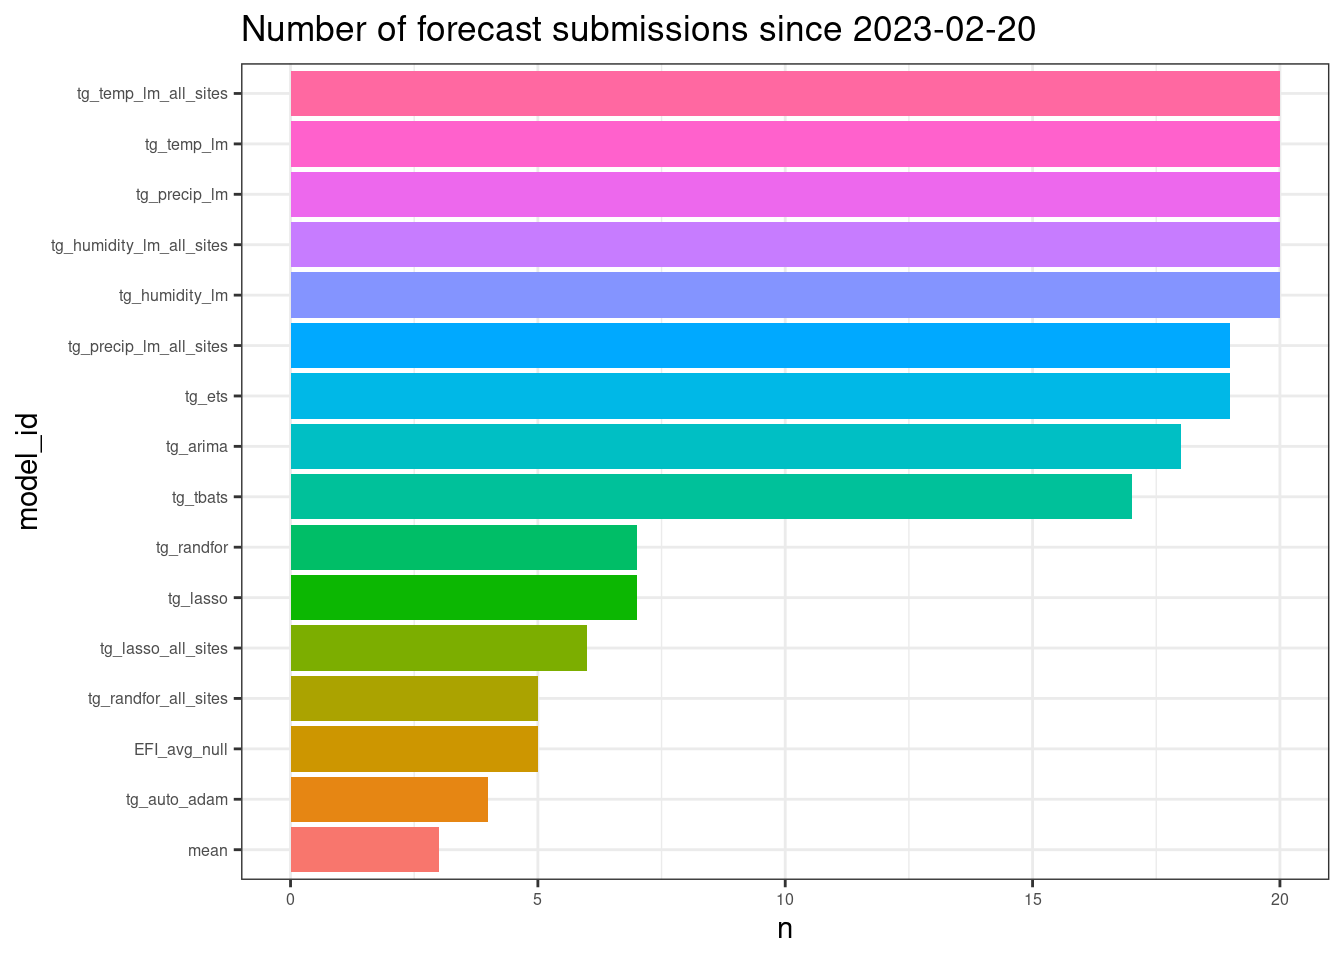 Number of forecast submissions since 2023-02-20
tg_temp_lm_all_sites
tg_temp_lm
tg_precip_lm
tg_humidity_lm_all_sites
tg_humidity_lm
tg_precip_lm_all_sites
tg_ets
tg_arima
tg_tbats
tg_randfor
tg_lasso
tg_lasso_all_sites
tg_randfor_all_sites
EFI_avg_null
tg_auto_adam
mean
model_id
0 5 10 15 20
n